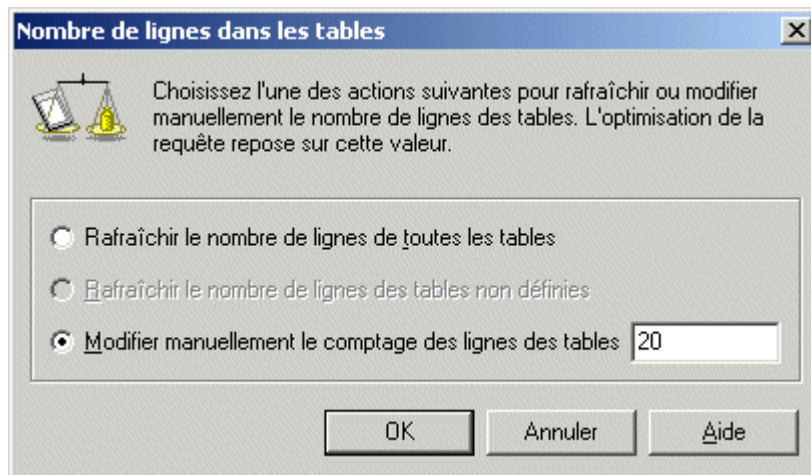 Nombre de lignes dans les tables
Choisissez l'une des actions suivantes pour rafraîchir ou modifier
manuellement le nombre de lignes des tables. L'optimisation de la
requête repose sur cette valeur.
Rafraîchir le nombre de lignes de toutes les tables
Rafraîchir le nombre de lignes des tables non définies
Modifier manuellement le comptage des lignes des tables 20
OK Annuler Aide